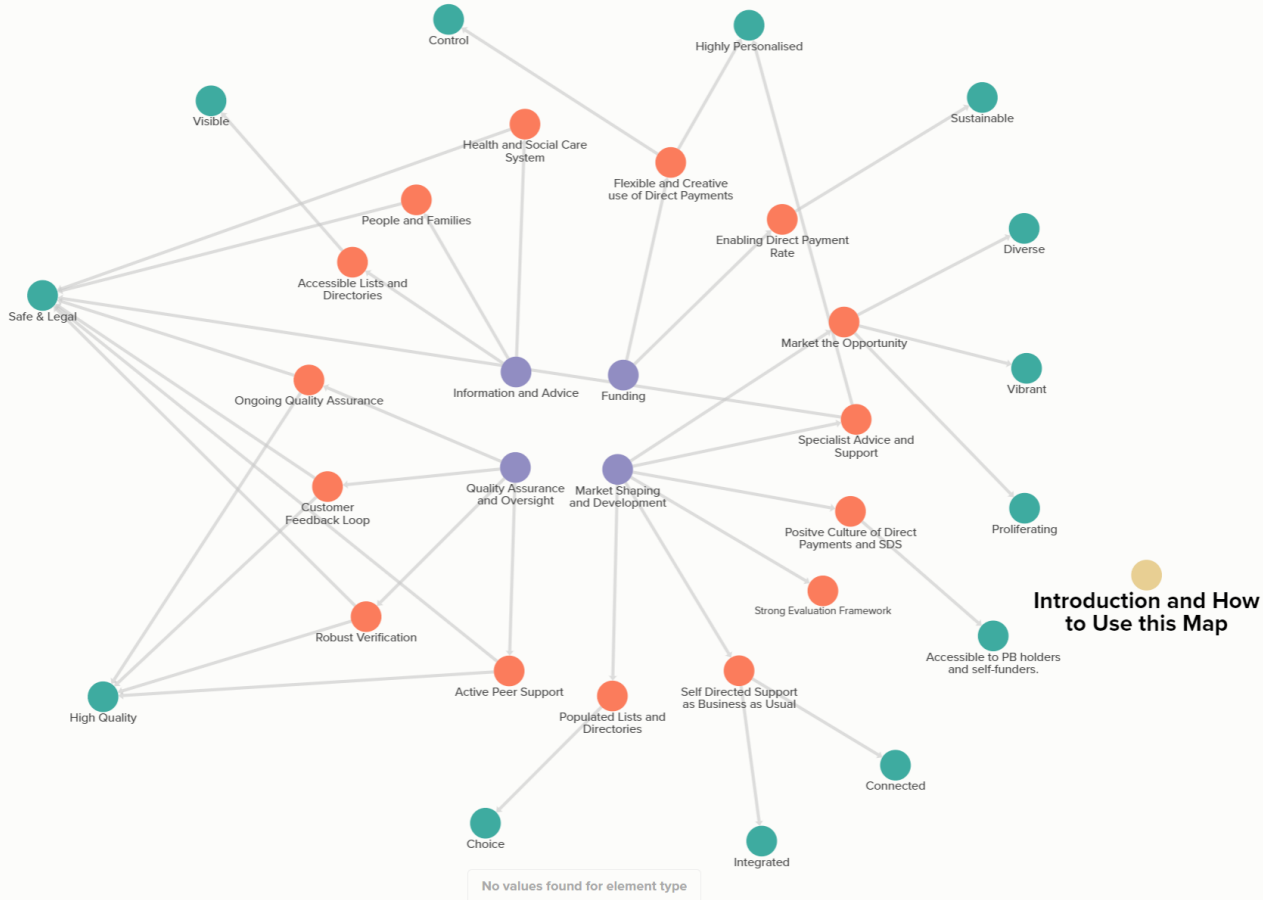 Control
Highly Personalised
Visible
Sustainable
Health and Social Care
System
Flexible and Creative
use of Direct Payments
People and Families
Enabling Direct Payment
Rate
Diverse
Accessible Lists and
Directories
Safe & Legal
Market the Opportunity
Information and Advice
Funding
Vibrant
Ongoing Quality Assurance
Specialist Advice and
Support
Quality Assurance
and Oversight
Market Shaping
and Development
Customer
Feedback Loop
Positve Culture of Direct
Payments and SDS
Proliferating
Introduction and How
to Use this Map
Strong Evaluation Framework
Robust Verification
Accessible to PB holders
and self-funders.
Active Peer Support
Self Directed Support
as Business as Usual
High Quality
Populated Lists and
Directories
Connected
Choice
Integrated
No values found for element type